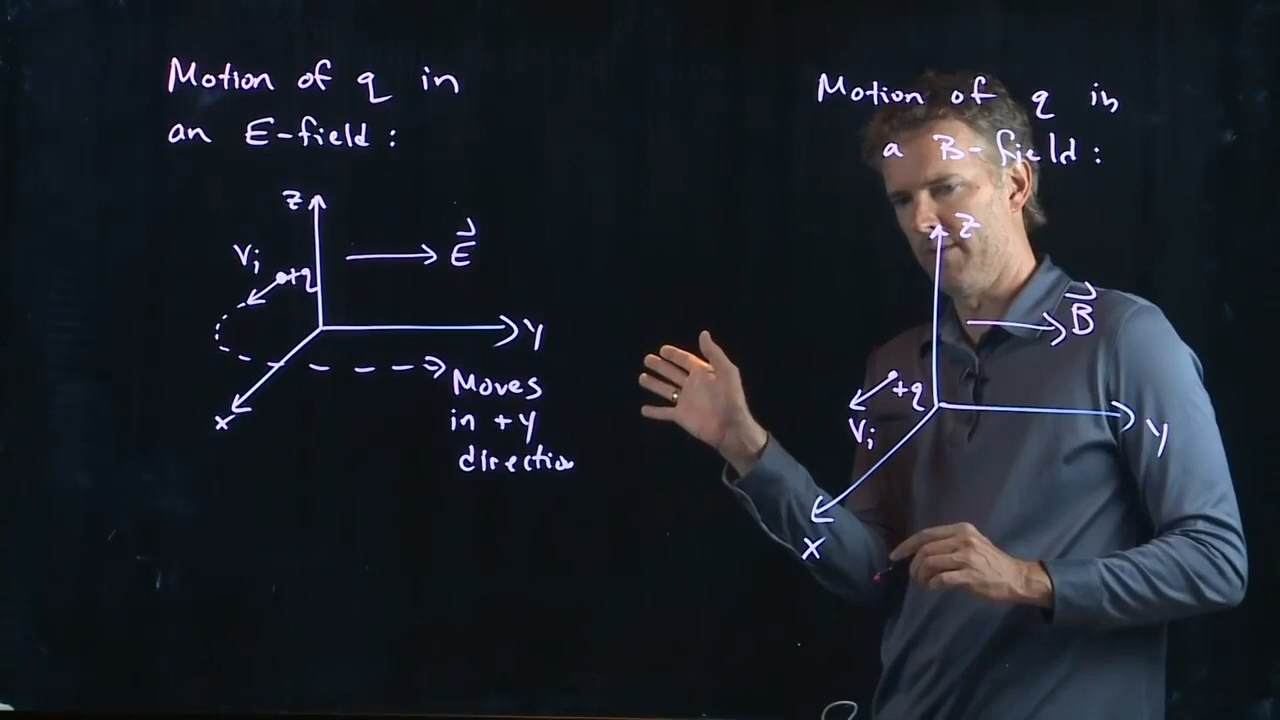 Motion of q in
an E-field:
z
E
vi
+q
y
x
Moves
in +y
direction
Motion of q in
a B-field:
z
B
+q
vi
y
x